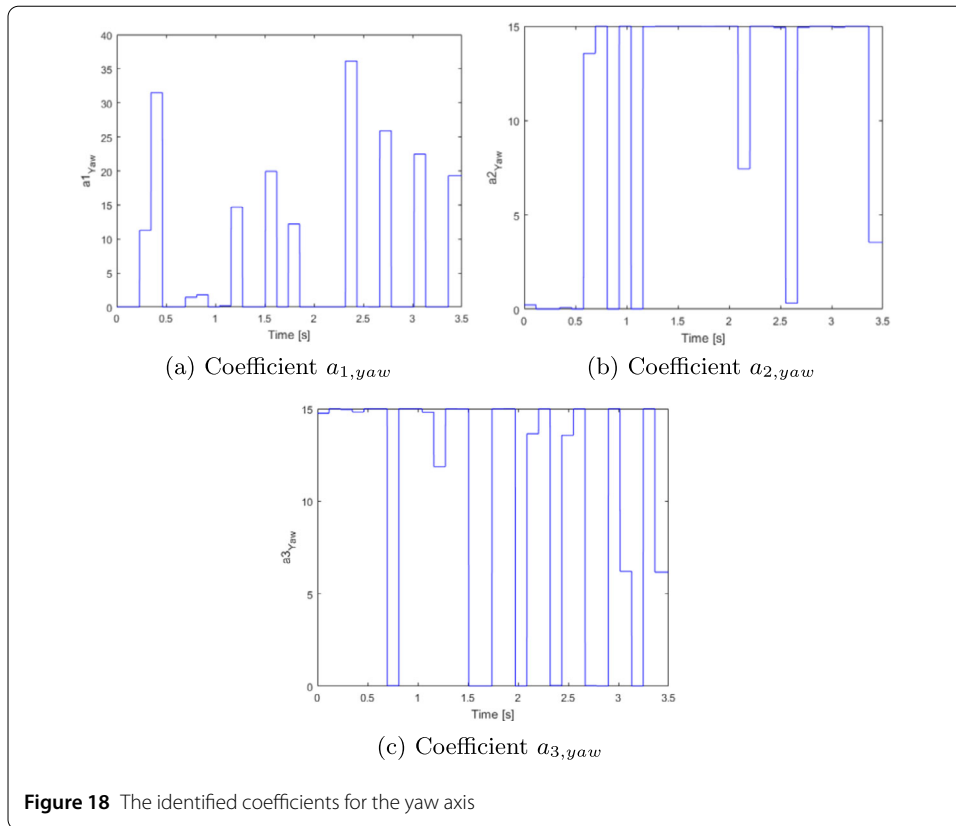 40
35
30
25
20
15
10
5
0
a1Yaw
0 0.5 1 1.5 2 2.5 3 3.5
Time [s]
(a) Coefficient a1,yaw
15
10
5
0
a2Yaw
0 0.5 1 1.5 2 2.5 3 3.5
Time [s]
(b) Coefficient a2,yaw
15
10
5
0
a3Yaw
0 0.5 1 1.5 2 2.5 3 3.5
Time [s]
(c) Coefficient a3,yaw
Figure 18 The identified coefficients for the yaw axis